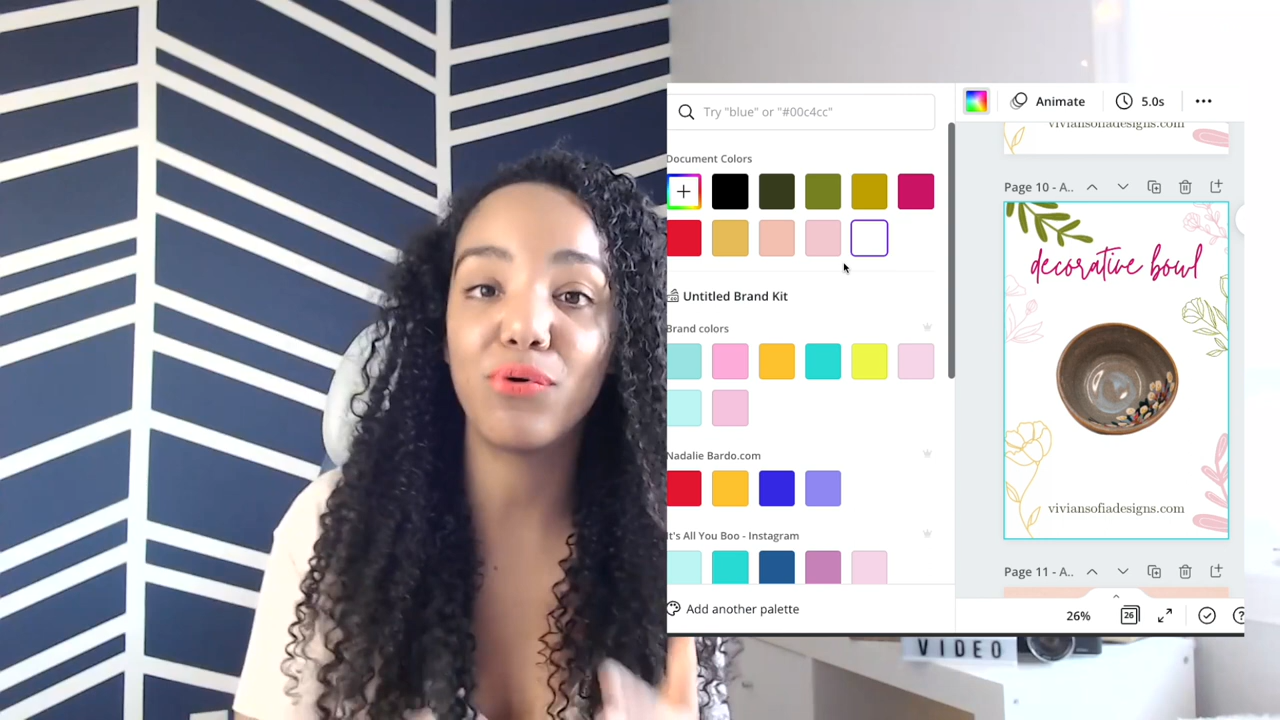 Try "blue" or "#00c4cc"
Animate
5.0s
viviansofiadesigns.com
Document Colors
Page 10 - A..
decorative bowl
Untitled Brand Kit
Brand colors
Nadalie Bardo.com
viviansofiadesigns.com
It's All You Boo - Instagram
Page 11 - A..
Add another palette
26%
26
?
VIDEO